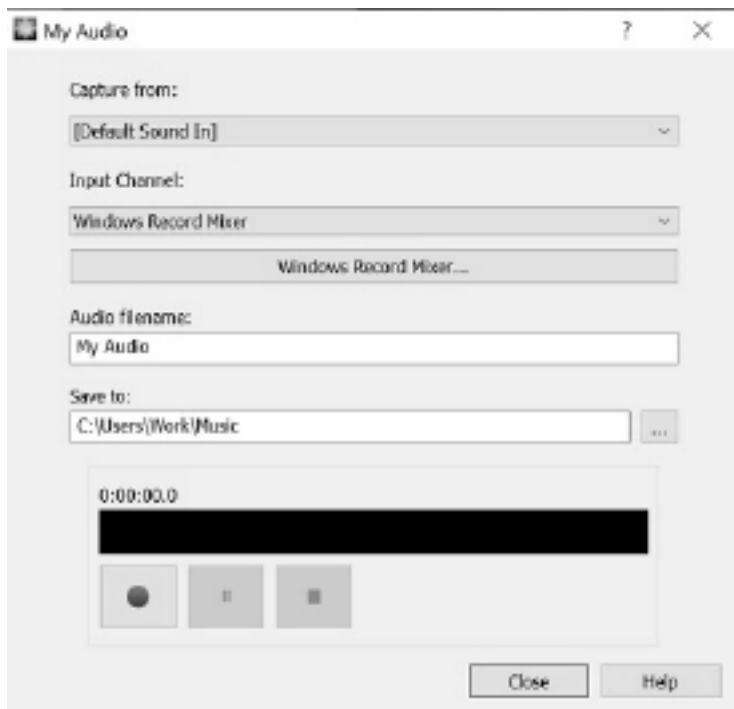 My Audio
?
Capture from:
[Default Sound In]
Input Channel:
Windows Record Mixer
Windows Record Mixer...
Audio filename:
My Audio
Save to:
C:\Users\Work\Music
...
0:00:00.0
Close
Help